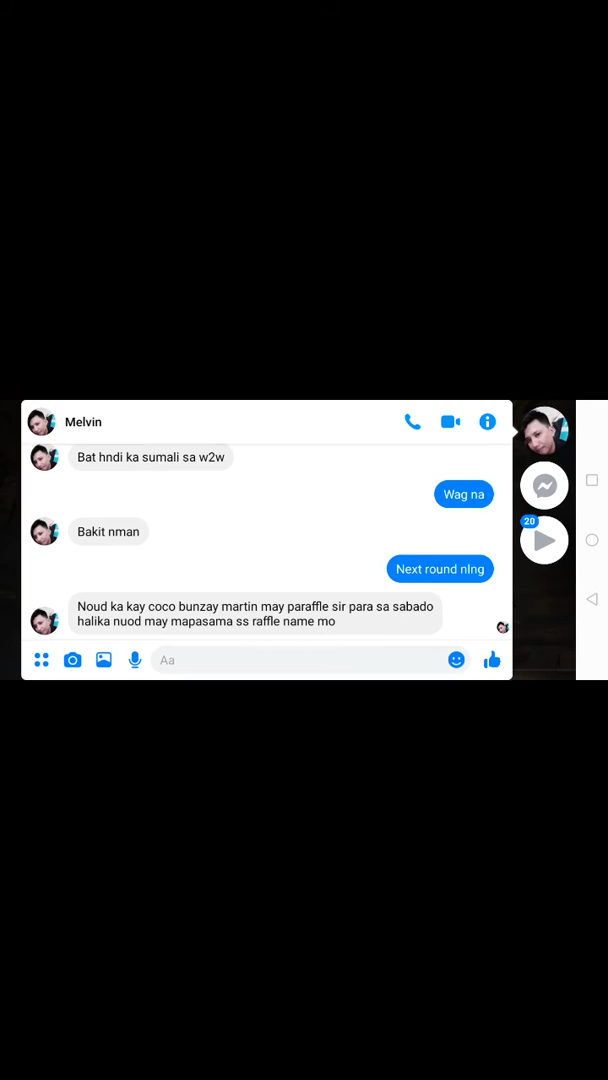 Melvin
Bat hndi ka sumali sa w2w
Wag na
Bakit nman
Next round nlng
Noud ka kay coco bunzay martin may paraffle sir para sa sabado
halika nuod may mapasama ss raffle name mo
Aa
20